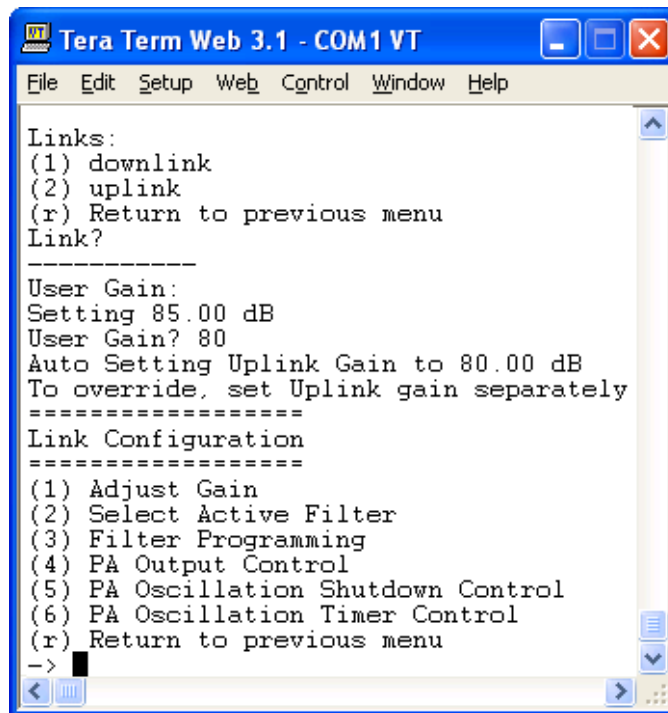 Tera Term Web 3.1 - COM1 VT
File Edit Setup Web Control Window Help
Links:
(1) downlink
(2) uplink
(r) Return to previous menu
Link?
-----------
User Gain:
Setting 85.00 dB
User Gain? 80
Auto Setting Uplink Gain to 80.00 dB
To override, set Uplink gain separately
==================
Link Configuration
==================
(1) Adjust Gain
(2) Select Active Filter
(3) Filter Programming
(4) PA Output Control
(5) PA Oscillation Shutdown Control
(6) PA Oscillation Timer Control
(r) Return to previous menu
->